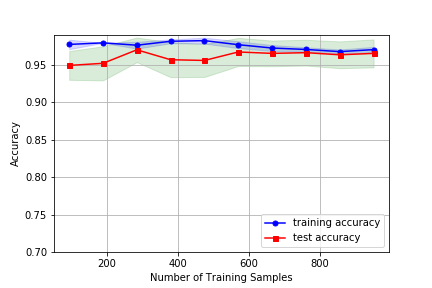 0.95
0.90
0.85
0.80
0.75
0.70
Accuracy
training accuracy
test accuracy
200 400 600 800
Number of Training Samples